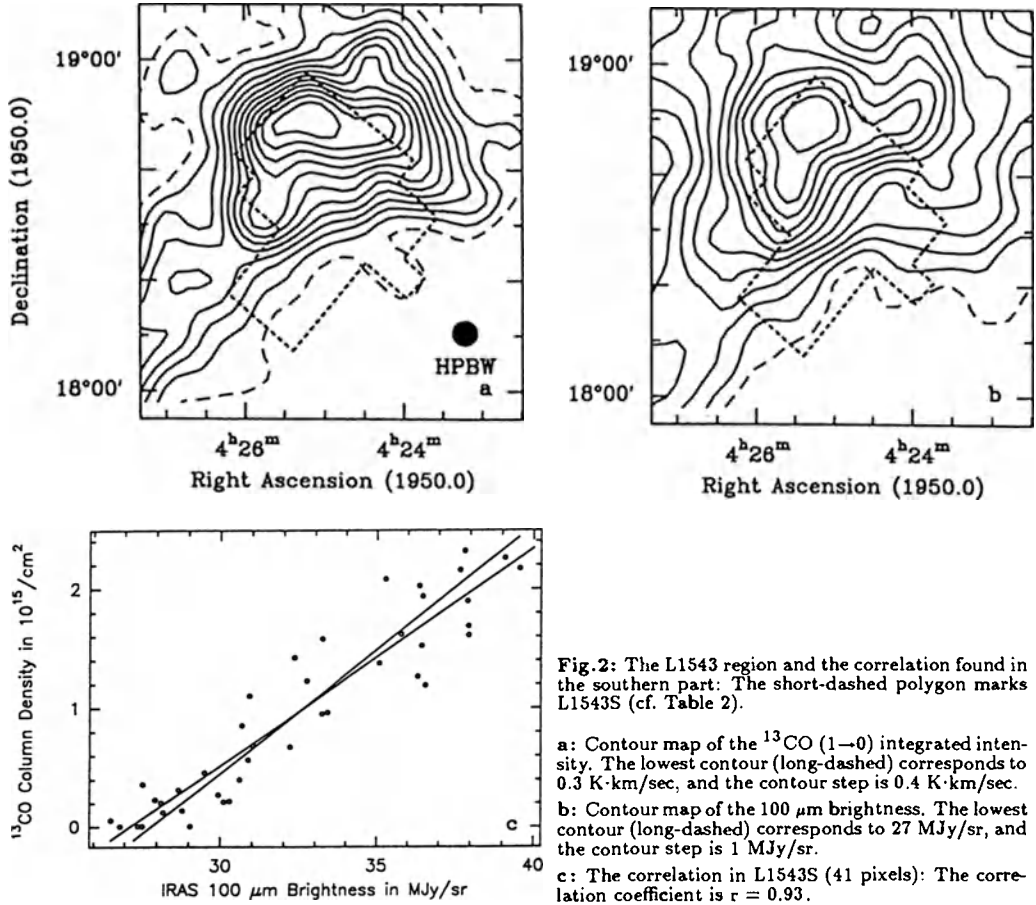 19°00'
18°00'
Declination (1950.0)
HPBW
a
4ʰ26ᵐ
4ʰ24ᵐ
Right Ascension (1950.0)
19°00'
18°00'
b
4ʰ26ᵐ
4ʰ24ᵐ
Right Ascension (1950.0)
¹³CO Column Density in 10¹⁵/cm²
2
1
0
c
30
35
40
IRAS 100 μm Brightness in MJy/sr
Fig.2: The L1543 region and the correlation found in
the southern part: The short-dashed polygon marks
L1543S (cf. Table 2).
a: Contour map of the ¹³CO (1→0) integrated inten-
sity. The lowest contour (long-dashed) corresponds to
0.3 K·km/sec, and the contour step is 0.4 K·km/sec.
b: Contour map of the 100 μm brightness. The lowest
contour (long-dashed) corresponds to 27 MJy/sr, and
the contour step is 1 MJy/sr.
c: The correlation in L1543S (41 pixels): The corre-
lation coefficient is r = 0.93.